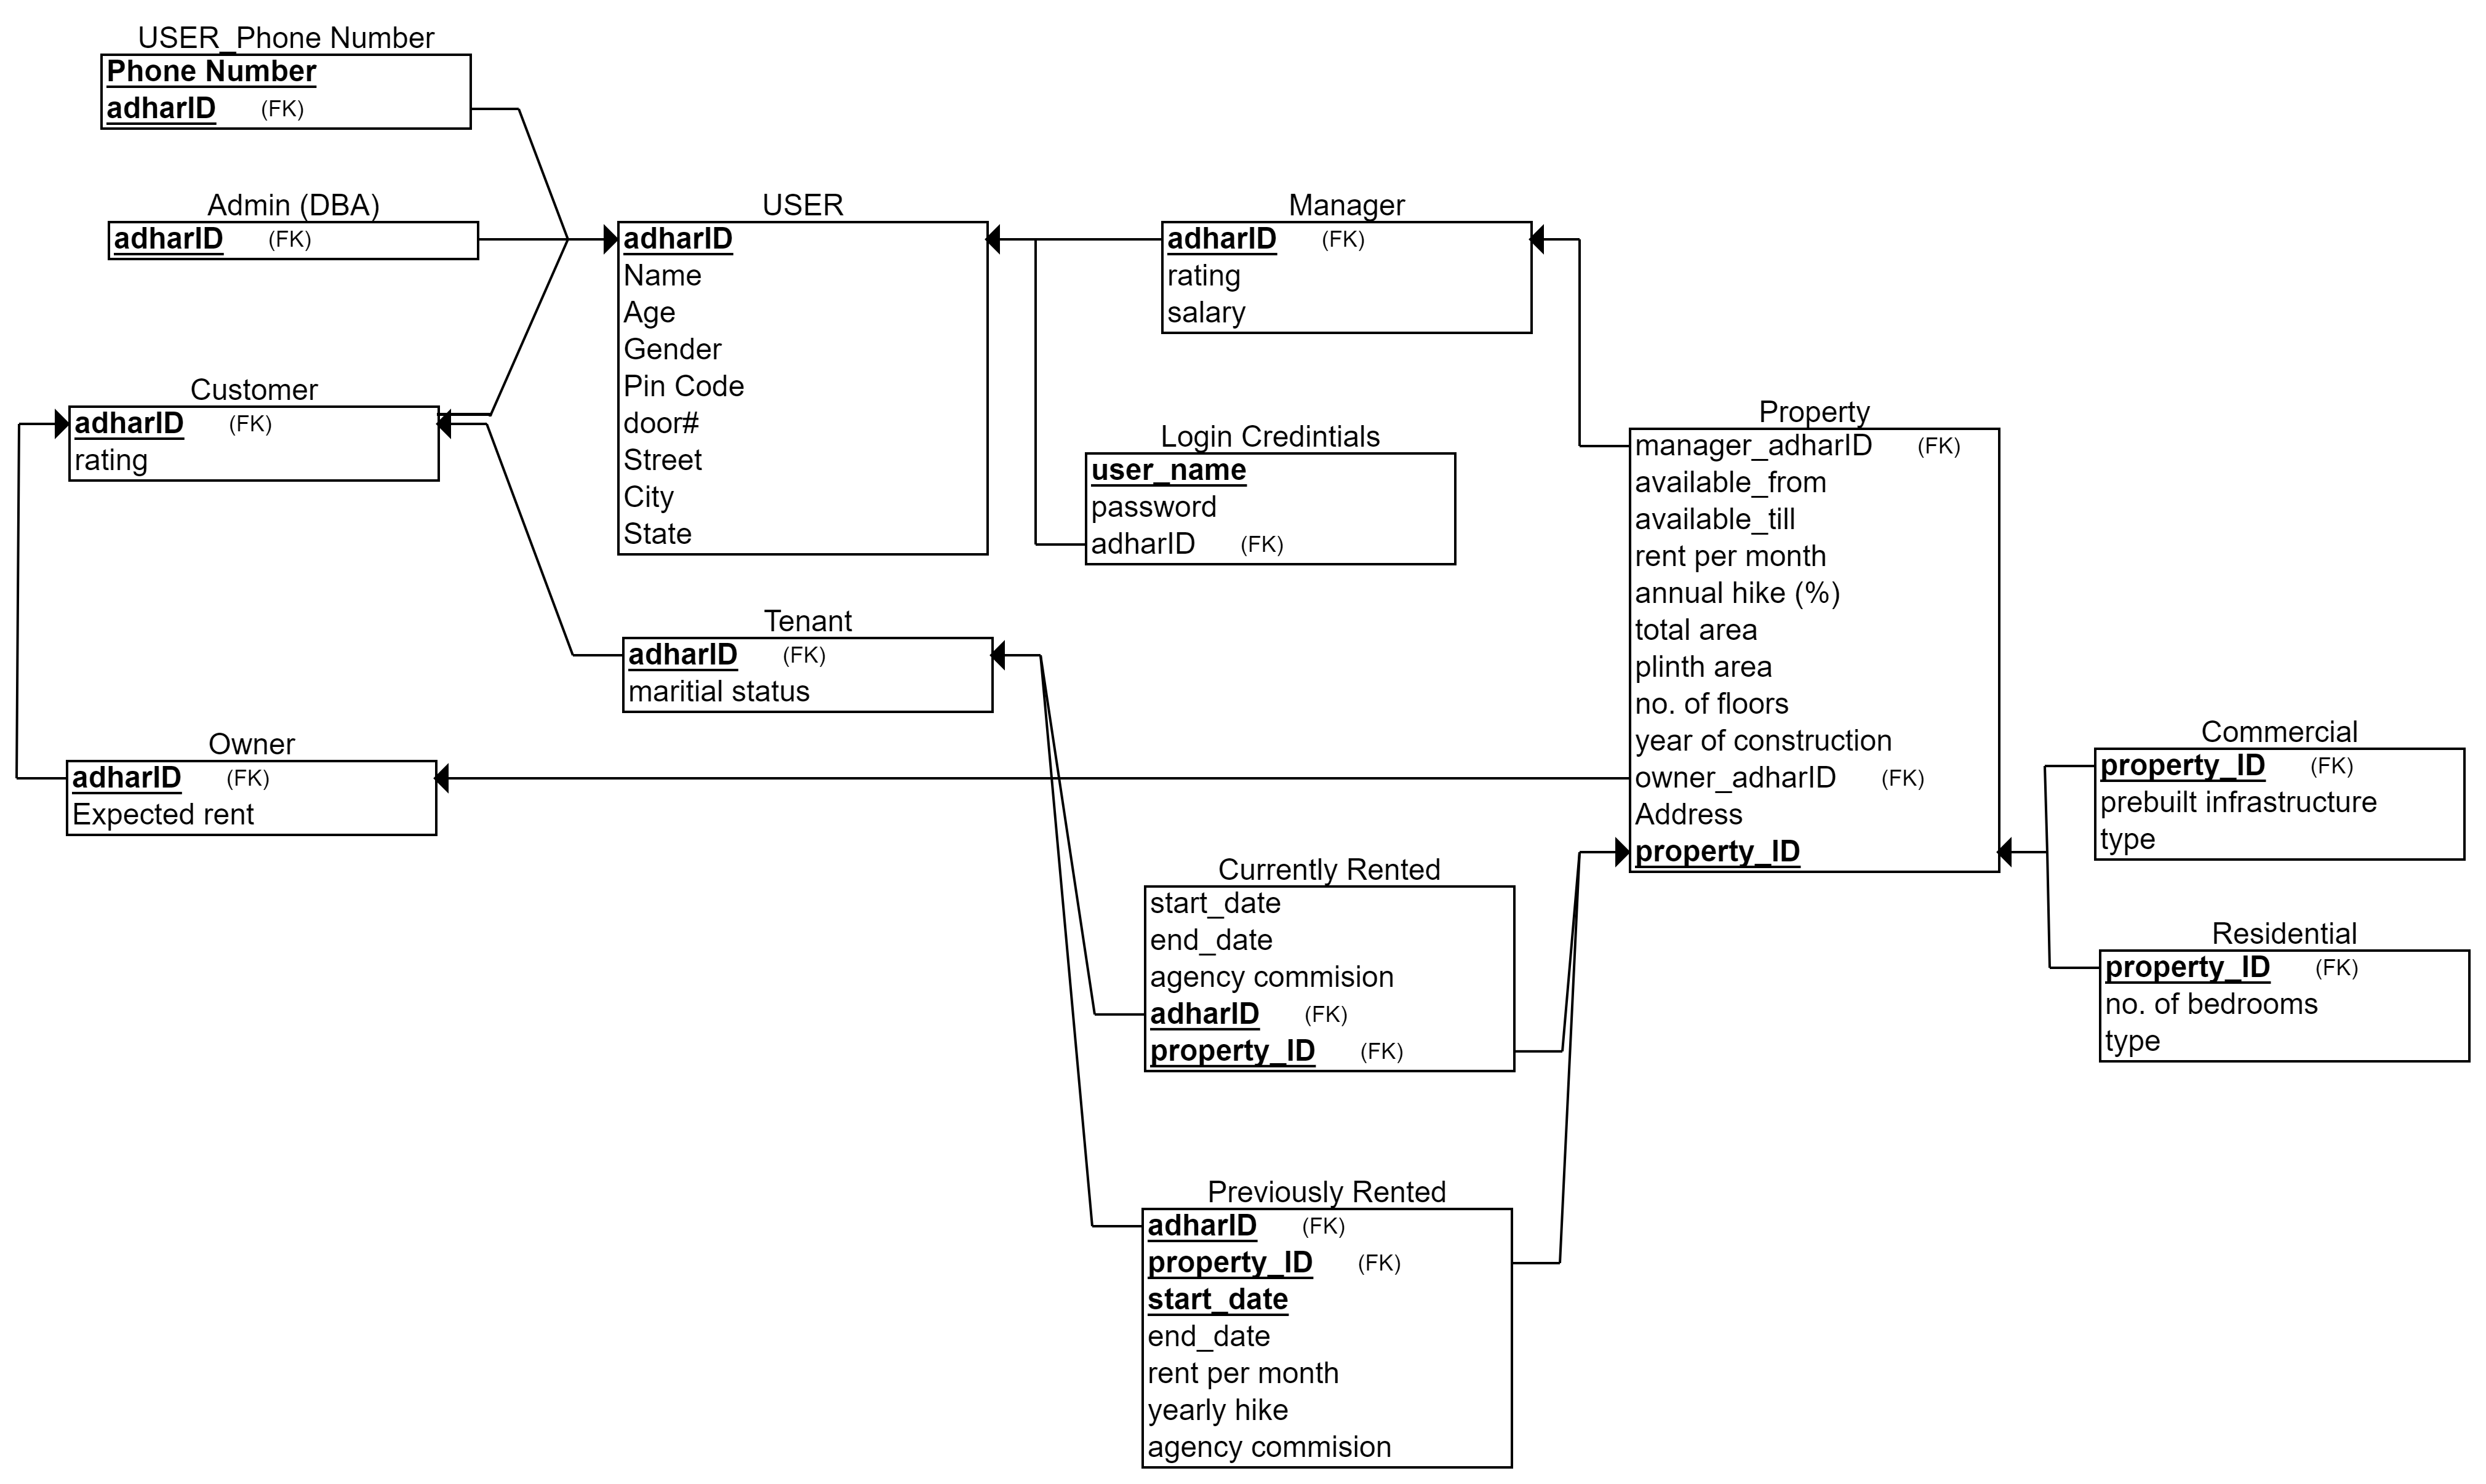 USER_Phone Number
Phone Number
adharID (FK)
Admin (DBA)
adharID (FK)
USER
adharID
Name
Age
Gender
Pin Code
door#
Street
City
State
Manager
adharID (FK)
rating
salary
Customer
adharID (FK)
rating
Login Credintials
user_name
password
adharID (FK)
Property
manager_adharID (FK)
available_from
available_till
rent per month
annual hike (%)
total area
plinth area
no. of floors
year of construction
owner_adharID (FK)
Address
property_ID
Tenant
adharID (FK)
maritial status
Owner
adharID (FK)
Expected rent
Commercial
property_ID (FK)
prebuilt infrastructure
type
Currently Rented
start_date
end_date
agency commision
adharID (FK)
property_ID (FK)
Residential
property_ID (FK)
no. of bedrooms
type
Previously Rented
adharID (FK)
property_ID (FK)
start_date
end_date
rent per month
yearly hike
agency commision